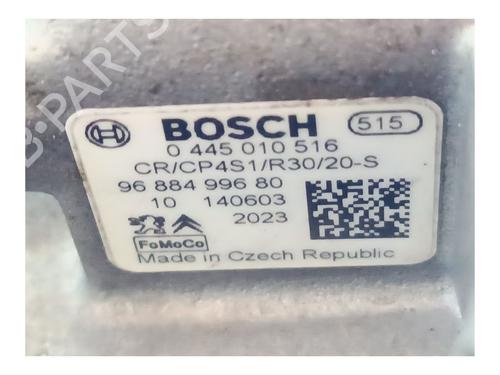 B-PARTS
BOSCH 515
0 445 010 516
CR/CP4S1/R30/20-S
96 884 996 80
10 140603
2023
FoMoCo
Made in Czech Republic